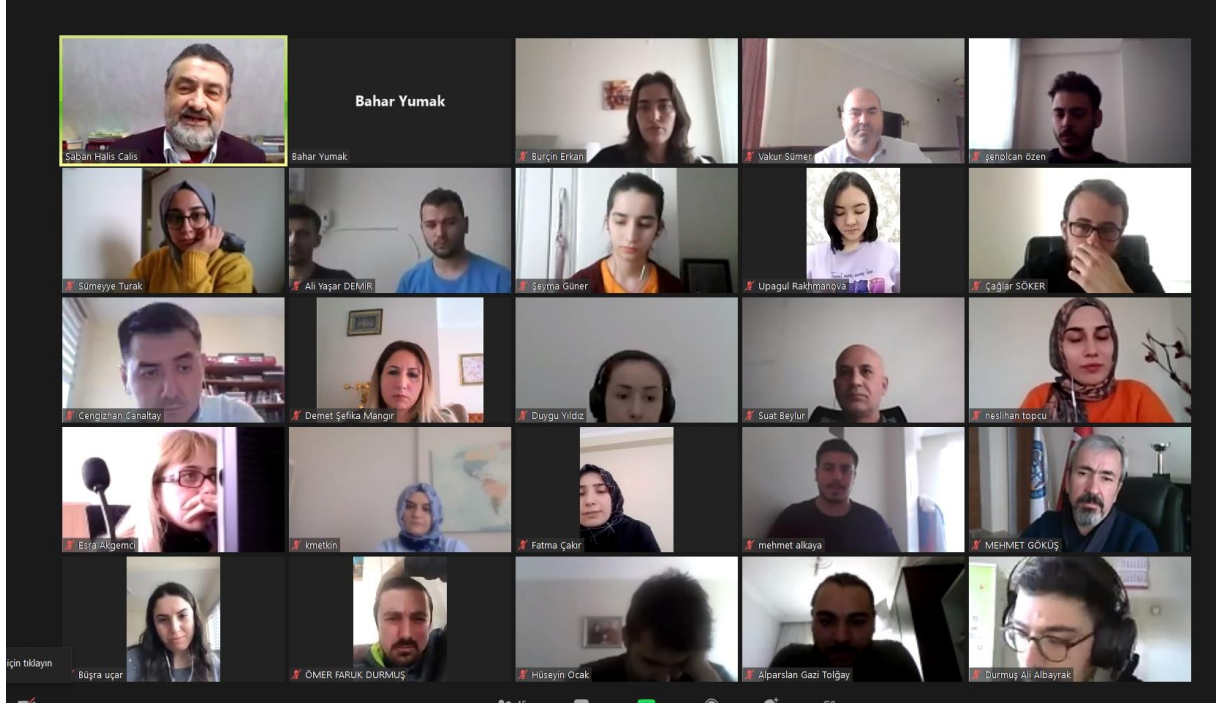 Bahar Yumak
Saban Halis Calis
Bahar Yumak
Burçin Erkan
Vakur Sümer
şenolcan özen
Sümeyye Turak
Ali Yaşar DEMİR
Şeyma Güner
Upagul Rakhmanova
Çağlar SÖKER
Cengizhan Canaltay
Demet Şefika Mangır
Duygu Yıldız
Suat Beylur
neslihan topcu
Esra Akgemci
kmetkin
Fatma Çakır
mehmet alkaya
MEHMET GÖKÜŞ
için tıklayın
Büşra uçar
ÖMER FARUK DURMUŞ
Hüseyin Ocak
Alparslan Gazi Tolğay
Durmuş Ali Albayrak